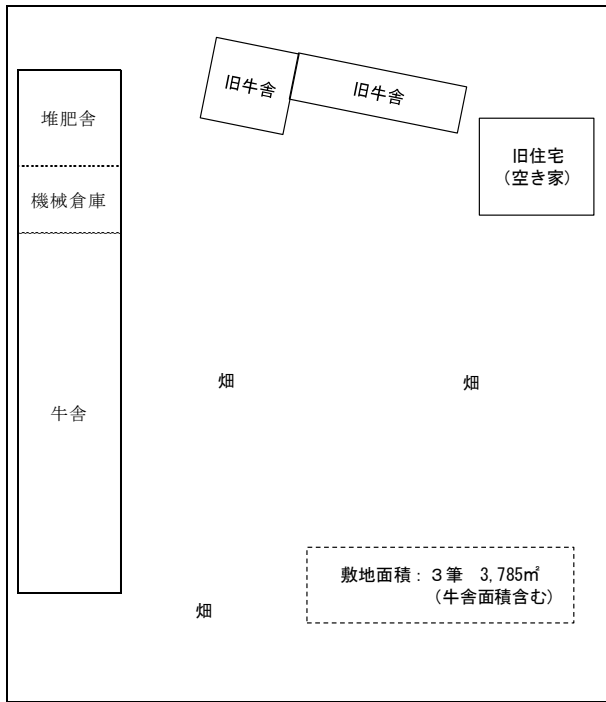 旧牛舎
旧牛舎
堆肥舎
旧住宅
（空き家）
機械倉庫
畑
畑
牛舎
敷地面積：３筆　3,785㎡
（牛舎面積含む）
畑